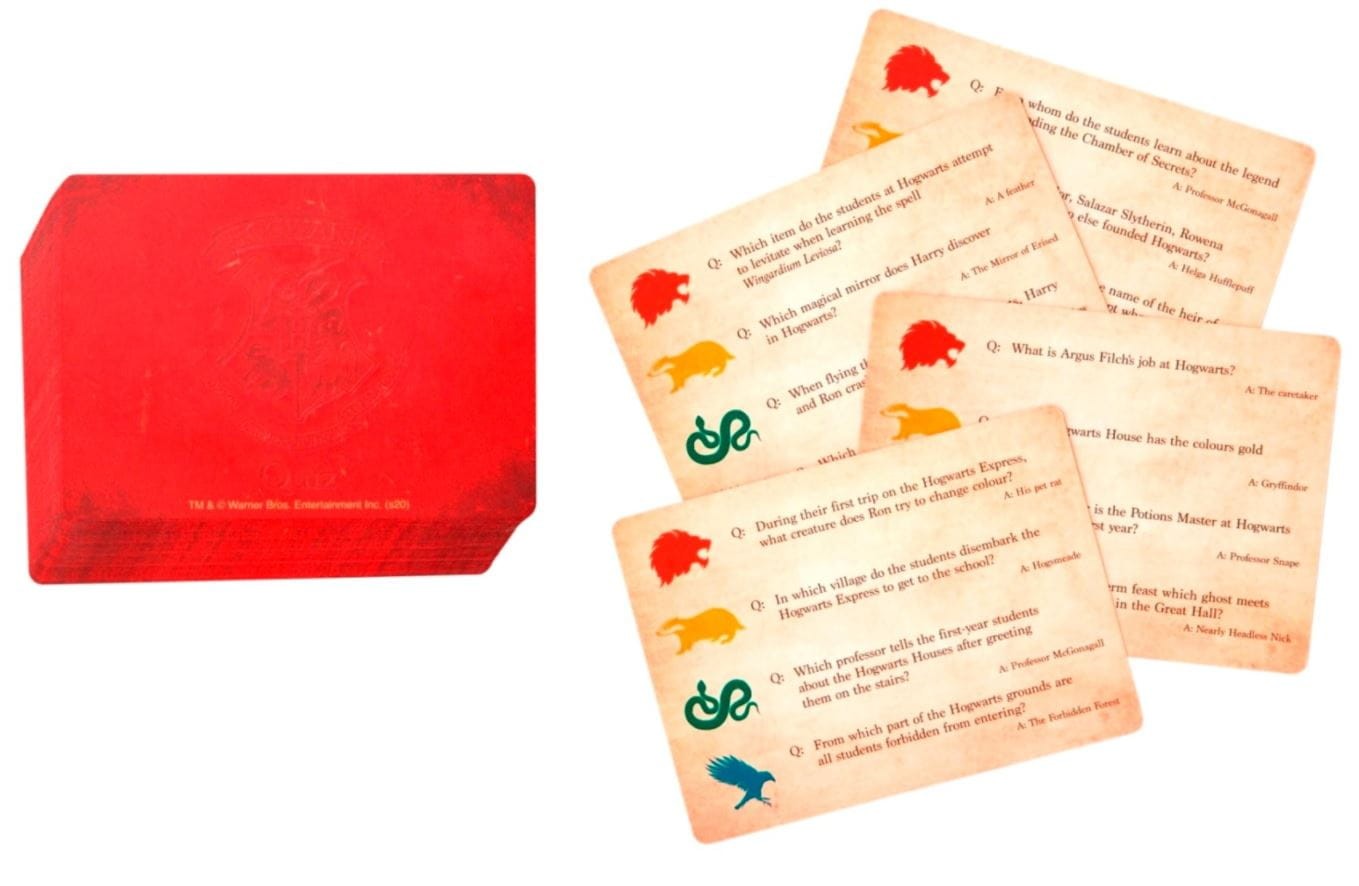 Quiz
TM & © Warner Bros. Entertainment Inc. (s20)
Q: whom do the students learn about the legend
the Chamber of Secrets?
A: Professor McGonagall
Salazar Slytherin, Rowena
else founded Hogwarts?
A: Helga Hufflepuff
name of the heir of
Q: Which item do the students at Hogwarts attempt
to levitate when learning the spell
Wingardium Leviosa?
A: A feather
Q: Which magical mirror does Harry discover
in Hogwarts?
A: The Mirror of Erised
Harry
Q: When flying
and Ron
Which
Q: What is Argus Filch's job at Hogwarts?
A: The caretaker
House has the colours gold
A: Gryffindor
is the Potions Master at Hogwarts
year?
A: Professor Snape
feast which ghost meets
in the Great Hall?
A: Nearly Headless Nick
Q: During their first trip on the Hogwarts Express,
what creature does Ron try to change colour?
A: His pet rat
Q: In which village do the students disembark the
Hogwarts Express to get to the school?
A: Hogsmeade
Q: Which professor tells the first-year students
about the Hogwarts Houses after greeting
them on the stairs?
A: Professor McGonagall
Q: From which part of the Hogwarts grounds are
all students forbidden from entering?
A: The Forbidden Forest